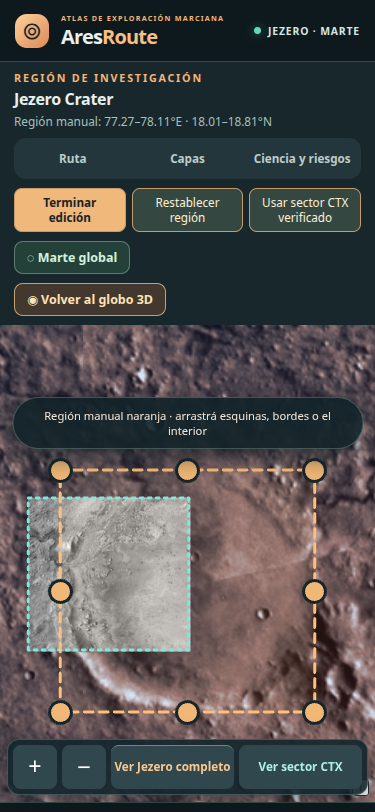 ATLAS DE EXPLORACIÓN MARCIANA
AresRoute
JEZERO · MARTE
REGIÓN DE INVESTIGACIÓN
Jezero Crater
Región manual: 77.27–78.11°E · 18.01–18.81°N
Ruta
Capas
Ciencia y riesgos
Terminar
edición
Restablecer
región
Usar sector CTX
verificado
○ Marte global
◉ Volver al globo 3D
Región manual naranja · arrastrá esquinas, bordes o el
interior
+
−
Ver Jezero completo
Ver sector CTX